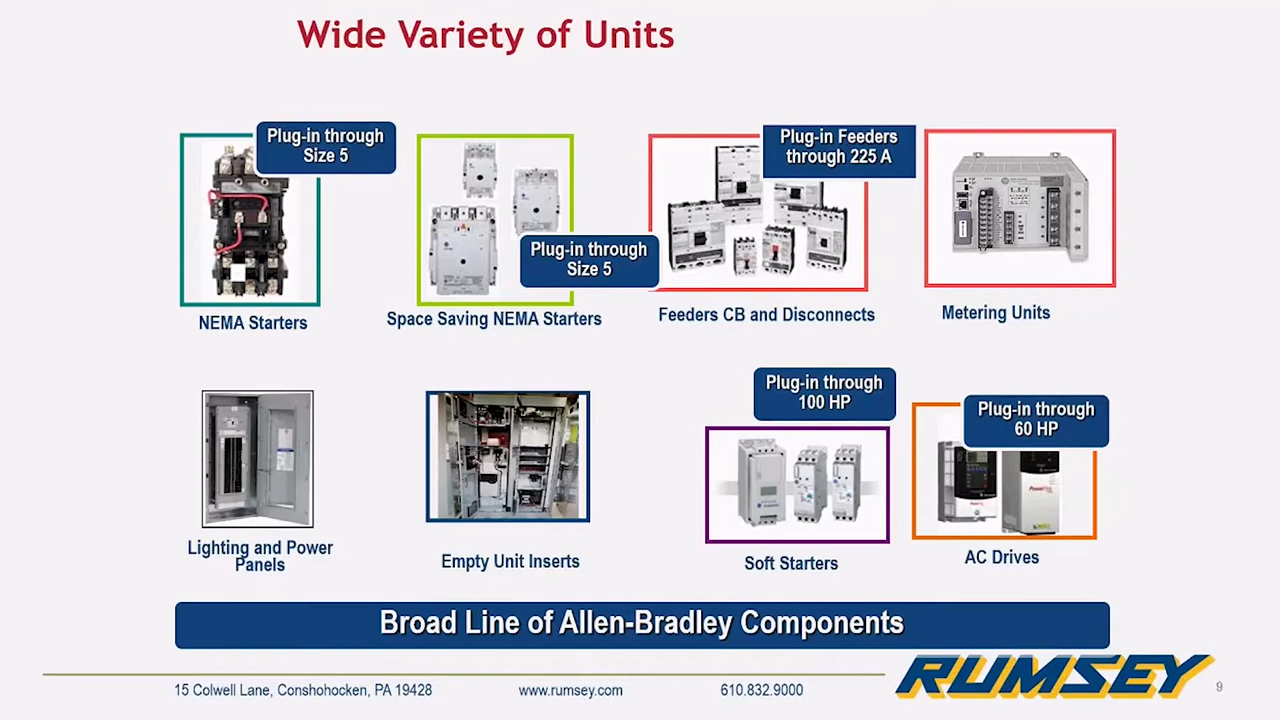 Wide Variety of Units
Plug-in through
Size 5
NEMA Starters
Plug-in through
Size 5
Space Saving NEMA Starters
Plug-in Feeders
through 225 A
Feeders CB and Disconnects
Metering Units
Lighting and Power
Panels
Empty Unit Inserts
Plug-in through
100 HP
Soft Starters
Plug-in through
60 HP
AC Drives
Broad Line of Allen-Bradley Components
15 Colwell Lane, Conshohocken, PA 19428
www.rumsey.com
610.832.9000
RUMSEY
9